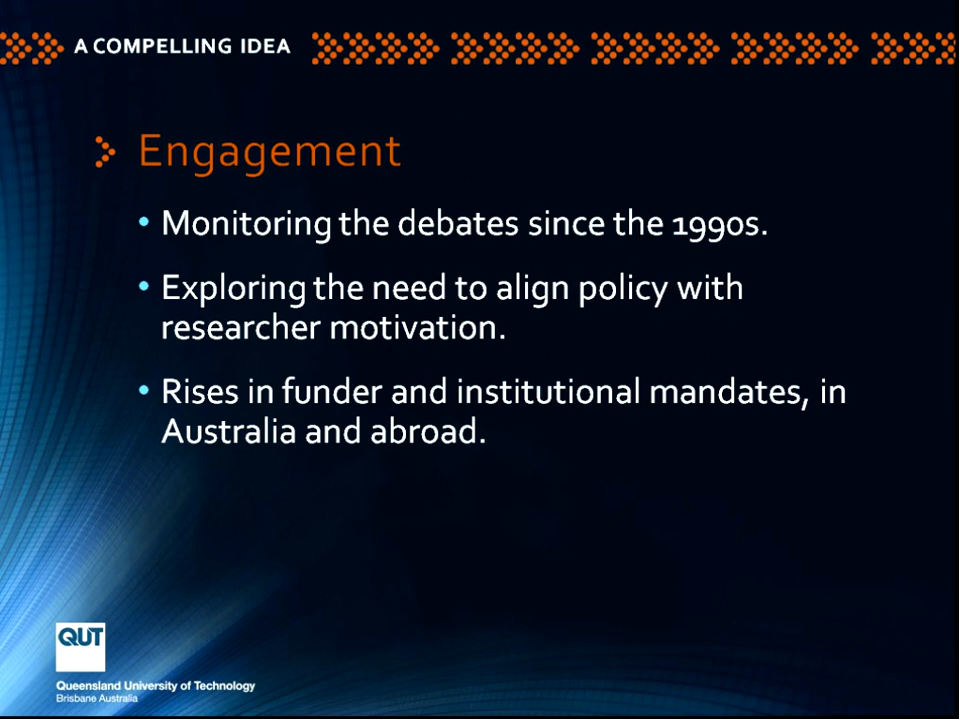 A COMPELLING IDEA
Engagement
• Monitoring the debates since the 1990s.
• Exploring the need to align policy with
researcher motivation.
• Rises in funder and institutional mandates, in
Australia and abroad.
QUT
Queensland University of Technology
Brisbane Australia